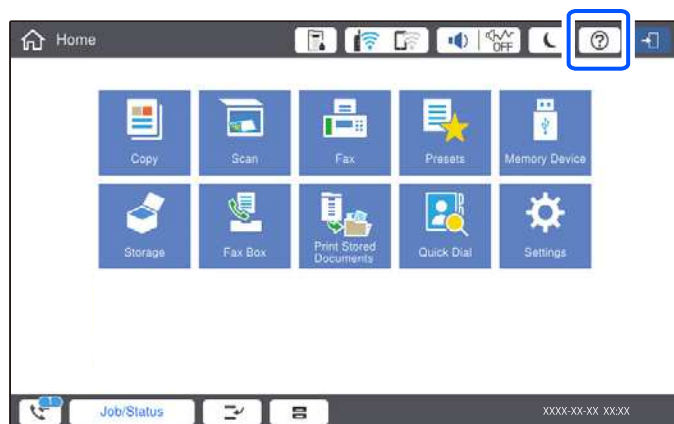 Home
OFF
?
Copy
Scan
Fax
Presets
Memory Device
Storage
Fax Box
Print Stored
Documents
Quick Dial
Settings
1
Job/Status
XXXX-XX-XX XX:XX